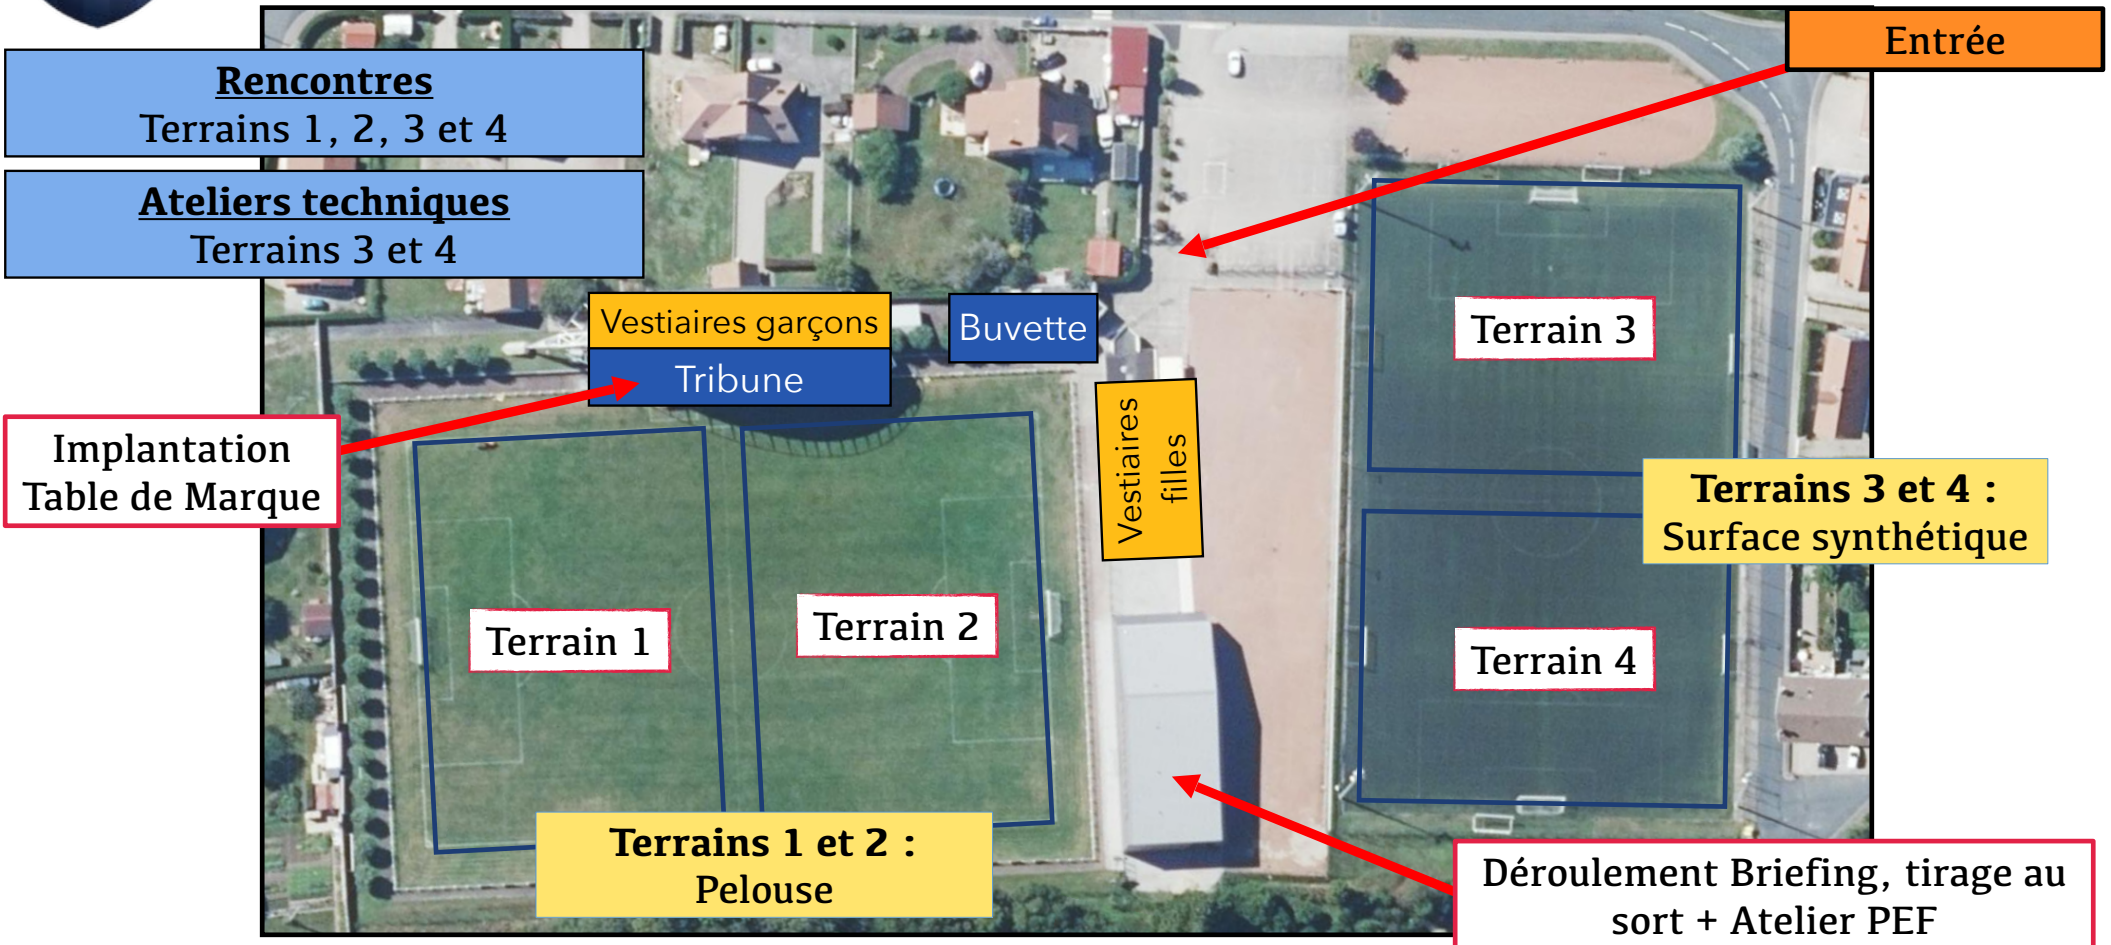 Entrée
Rencontres
Terrains 1, 2, 3 et 4
Ateliers techniques
Terrains 3 et 4
Vestiaires garçons
Tribune
Buvette
Terrain 3
Implantation
Table de Marque
Vestiaires
filles
Terrains 3 et 4 :
Surface synthétique
Terrain 1
Terrain 2
Terrain 4
Terrains 1 et 2 :
Pelouse
Déroulement Briefing, tirage au
sort + Atelier PEF